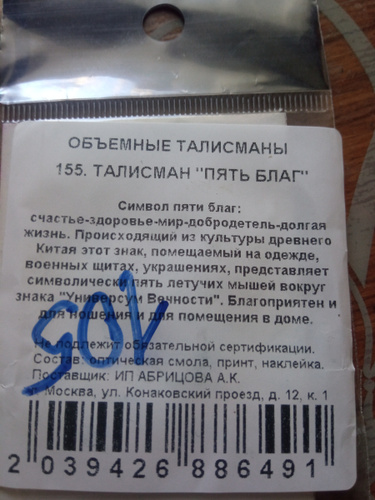 ОБЪЕМНЫЕ ТАЛИСМАНЫ
155. ТАЛИСМАН "ПЯТЬ БЛАГ"
Символ пяти благ:
счастье-здоровье-мир-добродетель-долгая
жизнь. Происходящий из культуры древнего
Китая этот знак, помещаемый на одежде,
военных щитах, украшениях, представляет
символически пять летучих мышей вокруг
знака "Универсум Вечности". Благоприятен и
для ношения и для помещения в доме.
50%
Не подлежит обязательной сертификации.
Состав: оптическая смола, принт, наклейка.
Поставщик: ИП АБРИЦОВА А.К.
г. Москва, ул. Конаковский проезд, д. 12, к. 1
2 039426 886491